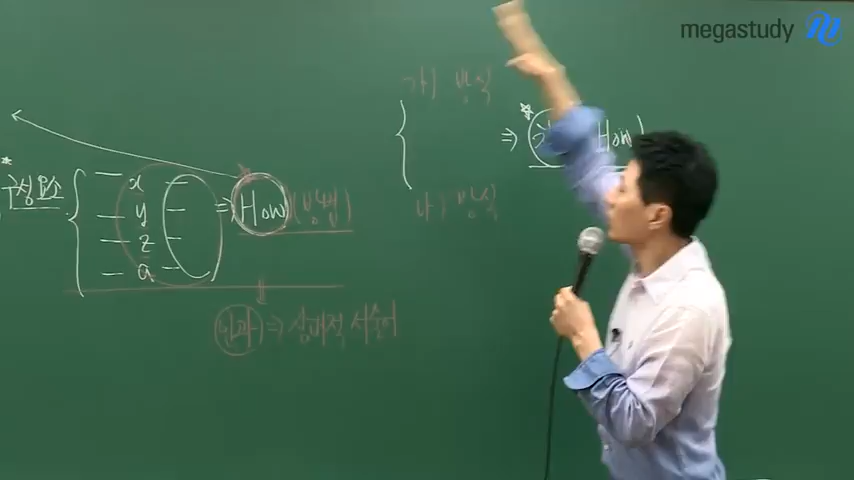 megastudy
가) 방식
How
* 구성요소
x
y
z
a
⇒ How (방법)
나) 방식
결과 ⇒ 상대적 서술어